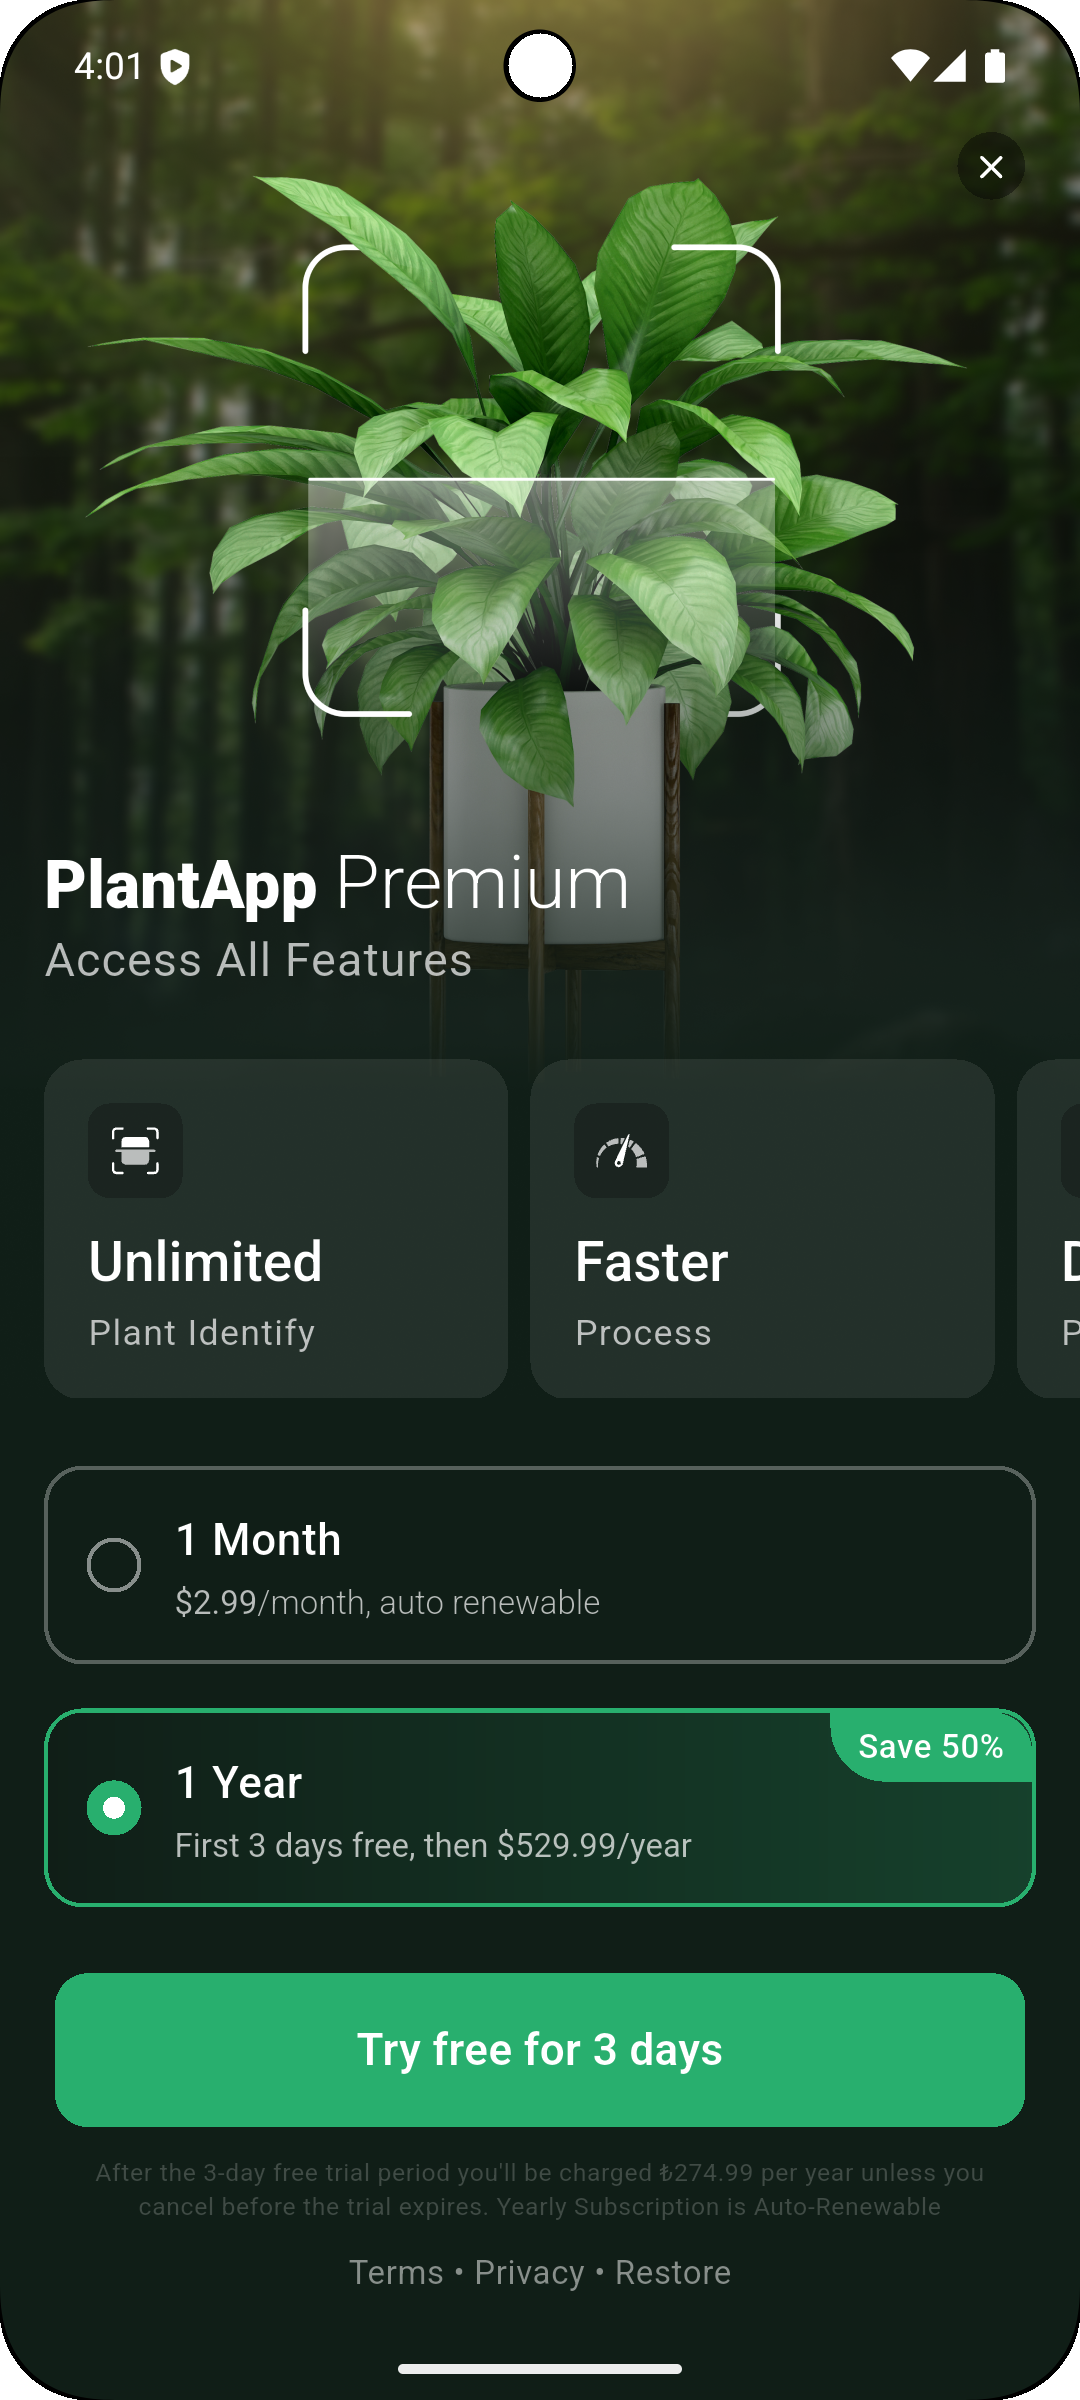 4:01
PlantApp Premium
Access All Features
Unlimited
Plant Identify
Faster
Process
D
P
1 Month
$2.99/month, auto renewable
Save 50%
1 Year
First 3 days free, then $529.99/year
Try free for 3 days
After the 3-day free trial period you'll be charged ₺274.99 per year unless you
cancel before the trial expires. Yearly Subscription is Auto-Renewable
Terms • Privacy • Restore